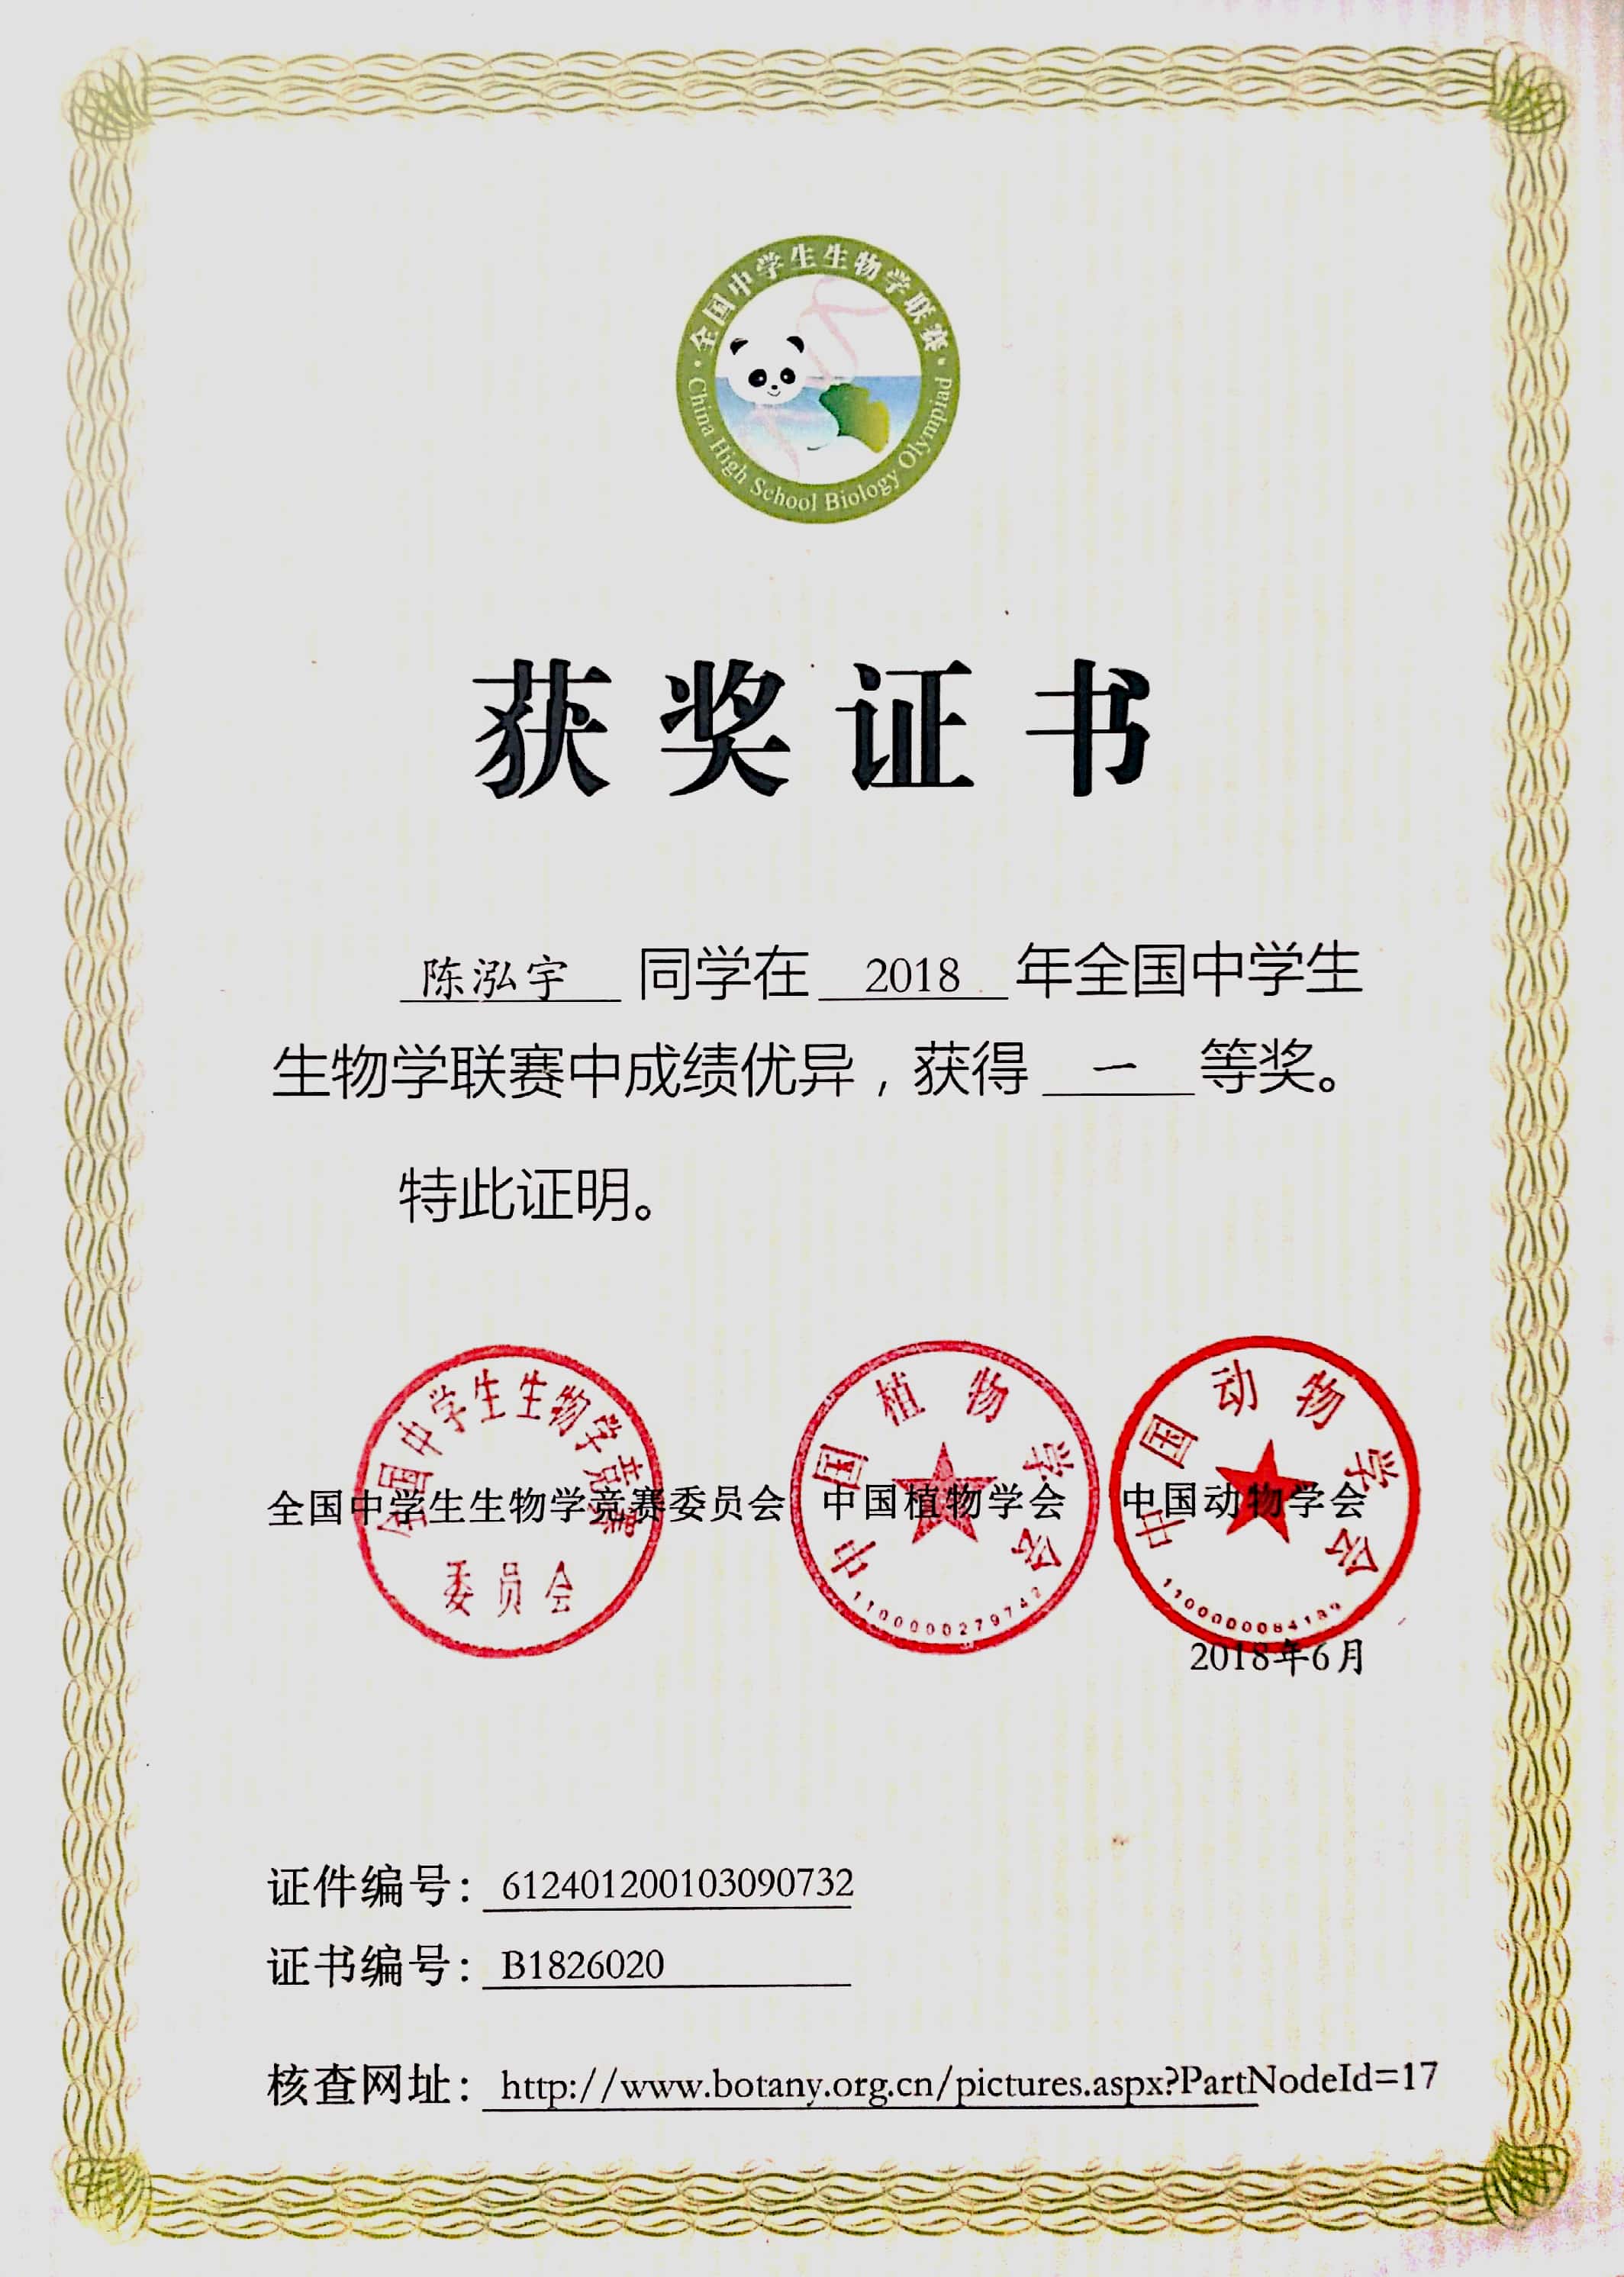 全国中学生生物学联赛
China High School Biology Olympiad
获奖证书
陈泓宇 同学在 2018 年全国中学生
生物学联赛中成绩优异，获得 一 等奖。
特此证明。
全国中学生生物学竞赛
委员会
中国植物学会
1100000279742
中国动物学会
1100000084189
全国中学生生物学竞赛委员会 中国植物学会 中国动物学会
2018年6月
证件编号：612401200103090732
证书编号：B1826020
核查网址：http://www.botany.org.cn/pictures.aspx?PartNodeId=17